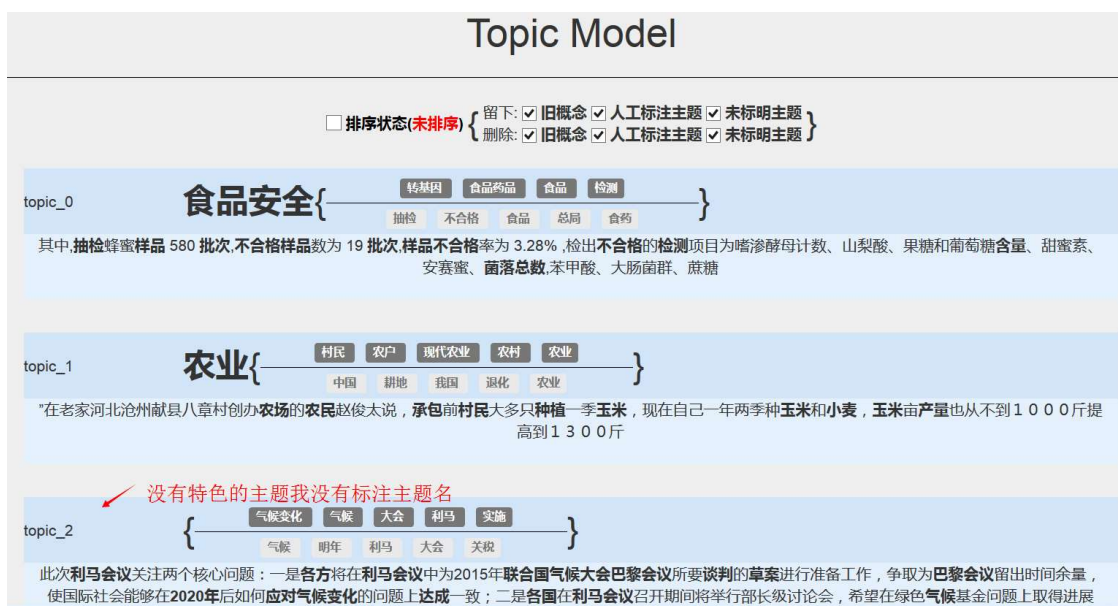 Topic Model
排序状态(未排序) { 留下: 旧概念 人工标注主题 未标明主题 }
删除: 旧概念 人工标注主题 未标明主题
topic_0 食品安全{ 转基因 食品药品 食品 检测 }
抽检 不合格 食品 总局 食药
其中,抽检蜂蜜样品 580 批次,不合格样品数为 19 批次,样品不合格率为 3.28% ,检出不合格的检测项目为嗜渗酵母计数、山梨酸、果糖和葡萄糖含量、甜蜜素、
安赛蜜、菌落总数,苯甲酸、大肠菌群、蔗糖
topic_1 农业{ 村民 农户 现代农业 农村 农业 }
中国 耕地 我国 退化 农业
"在老家河北沧州献县八章村创办农场的农民赵俊太说，承包前村民大多只种植一季玉米，现在自己一年两季种玉米和小麦，玉米亩产量也从不到１０００斤提
高到１３００斤
没有特色的主题我没有标注主题名
topic_2 { 气候变化 气候 大会 利马 实施 }
气候 明年 利马 大会 关税
此次利马会议关注两个核心问题：一是各方将在利马会议中为2015年联合国气候大会巴黎会议所要谈判的草案进行准备工作，争取为巴黎会议留出时间余量，
使国际社会能够在2020年后如何应对气候变化的问题上达成一致；二是各国在利马会议召开期间将举行部长级讨论会，希望在绿色气候基金问题上取得进展